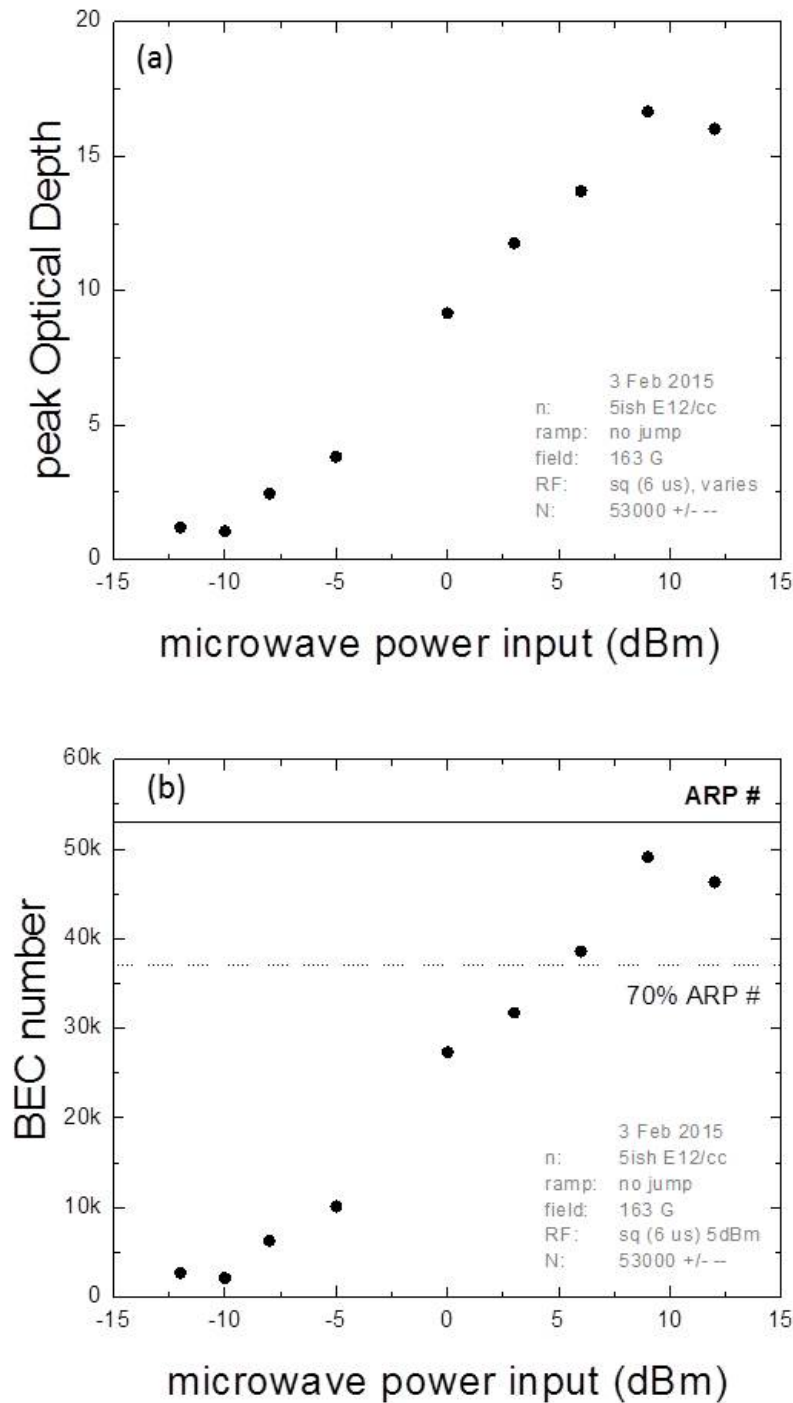 (a)
20
15
10
5
0
peak Optical Depth
3 Feb 2015
n: 5ish E12/cc
ramp: no jump
field: 163 G
RF: sq (6 us), varies
N: 53000 +/- --
-15 -10 -5 0 5 10 15
microwave power input (dBm)
(b)
60k
50k
40k
30k
20k
10k
0
BEC number
ARP #
70% ARP #
3 Feb 2015
n: 5ish E12/cc
ramp: no jump
field: 163 G
RF: sq (6 us) 5dBm
N: 53000 +/- --
-15 -10 -5 0 5 10 15
microwave power input (dBm)